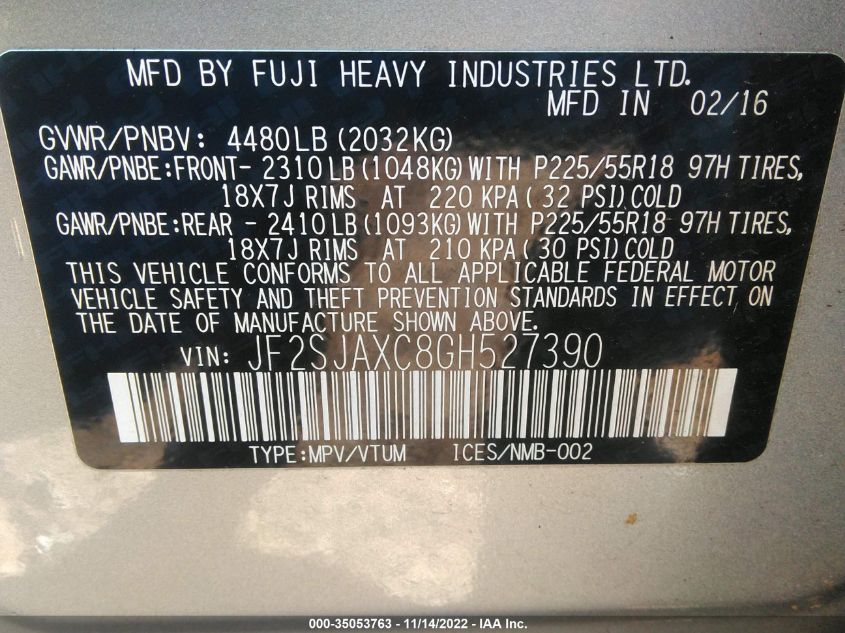 MFD BY FUJI HEAVY INDUSTRIES LTD.
MFD IN 02/16
GVWR/PNBV: 4480LB (2032KG)
GAWR/PNBE:FRONT- 2310 LB (1048KG) WITH P225/55R18 97H TIRES,
18X7J RIMS AT 220 KPA ( 32 PSI) COLD
GAWR/PNBE:REAR - 2410 LB (1093KG) WITH P225/55R18 97H TIRES,
18X7J RIMS AT 210 KPA ( 30 PSI) COLD
THIS VEHICLE CONFORMS TO ALL APPLICABLE FEDERAL MOTOR
VEHICLE SAFETY AND THEFT PREVENTION STANDARDS IN EFFECT ON
THE DATE OF MANUFACTURE SHOWN ABOVE.
VIN: JF2SJAXC8GH527390
TYPE:MPV/VTUM ICES/NMB-002
000-35053763 - 11/14/2022 - IAA Inc.